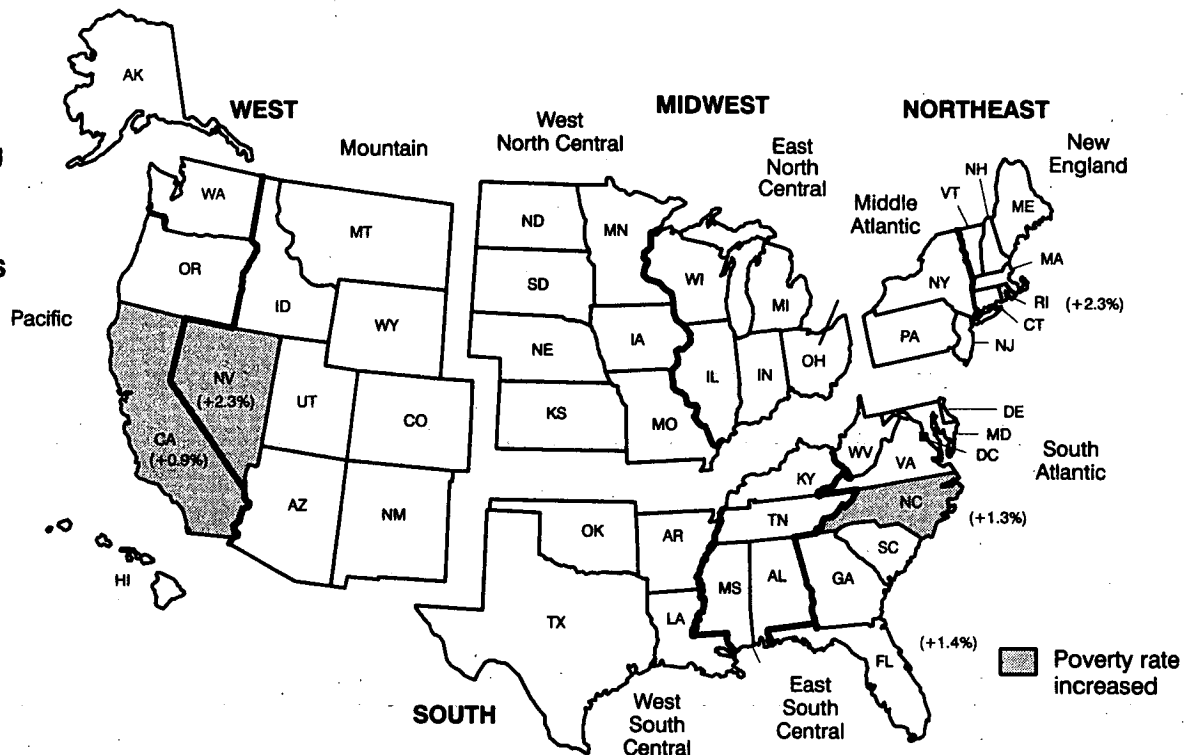 AK
WEST
MIDWEST
NORTHEAST
West
North Central
Mountain
East
North
Central
New
England
NH
VT
Middle
Atlantic
WA
MT
ND
MN
ME
OR
ID
SD
WI
MI
NY
MA
RI (+2.3%)
CT
Pacific
WY
IA
PA
NJ
NE
OH
NV
(+2.3%)
UT
CO
KS
IL
IN
MO
DE
MD
DC
CA
(+0.9%)
WV
VA
South
Atlantic
KY
AZ
NM
OK
AR
TN
NC
(+1.3%)
SC
HI
MS
AL
GA
TX
LA
(+1.4%)
FL
Poverty rate
increased
SOUTH
West
South
Central
East
South
Central